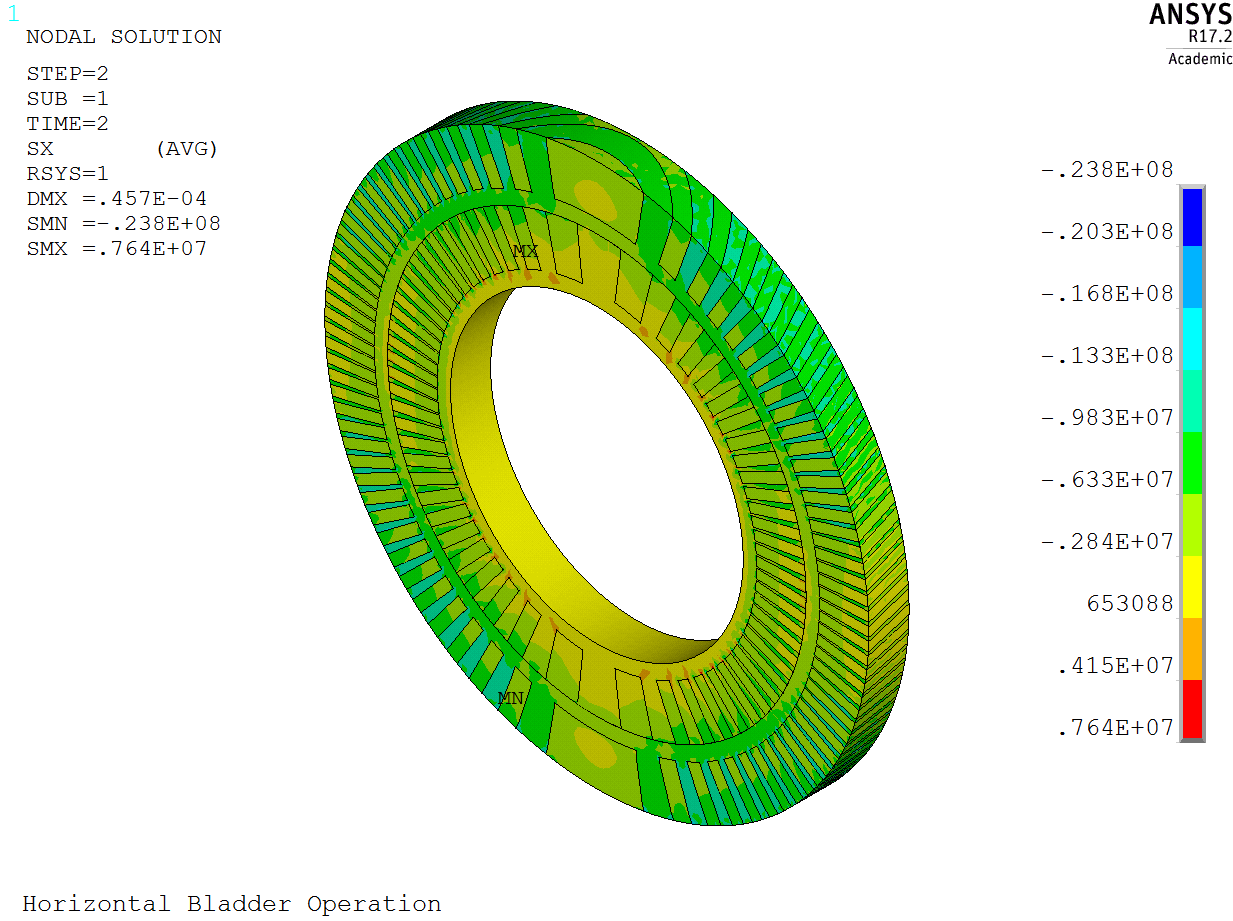 1
NODAL SOLUTION
STEP=2
SUB =1
TIME=2
SX (AVG)
RSYS=1
DMX =.457E-04
SMN =-.238E+08
SMX =.764E+07
ANSYS
R17.2
Academic
MX
MN
-.238E+08
-.203E+08
-.168E+08
-.133E+08
-.983E+07
-.633E+07
-.284E+07
653088
.415E+07
.764E+07
Horizontal Bladder Operation